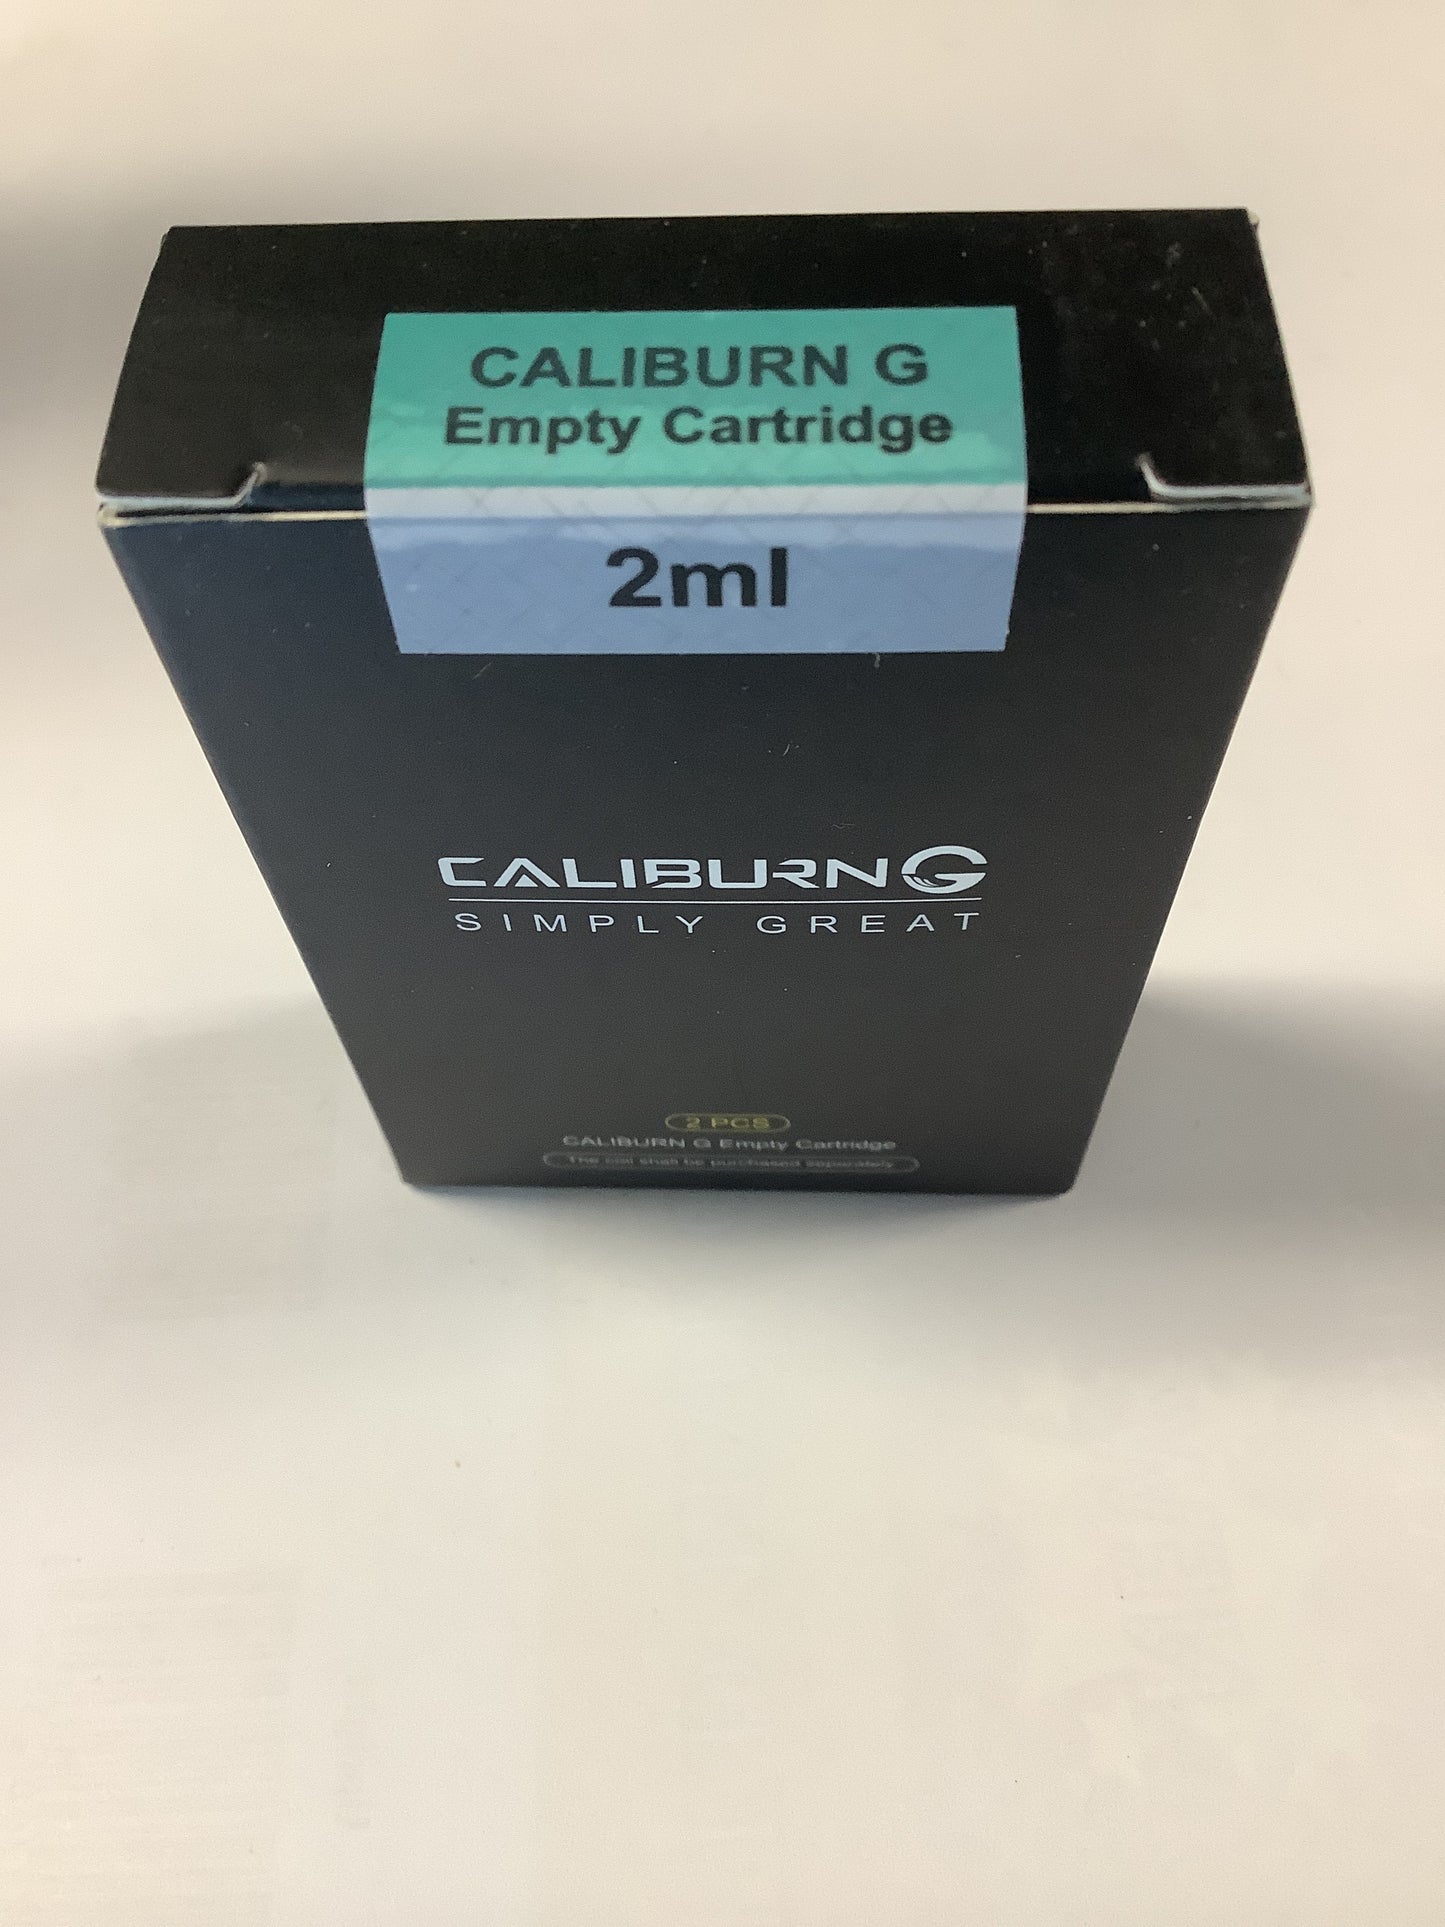 CALIBURN G
Empty Cartridge
2ml
CALIBURN G
SIMPLY GREAT
2 PCS
CALIBURN G Empty Cartridge
The coil shall be purchased separately